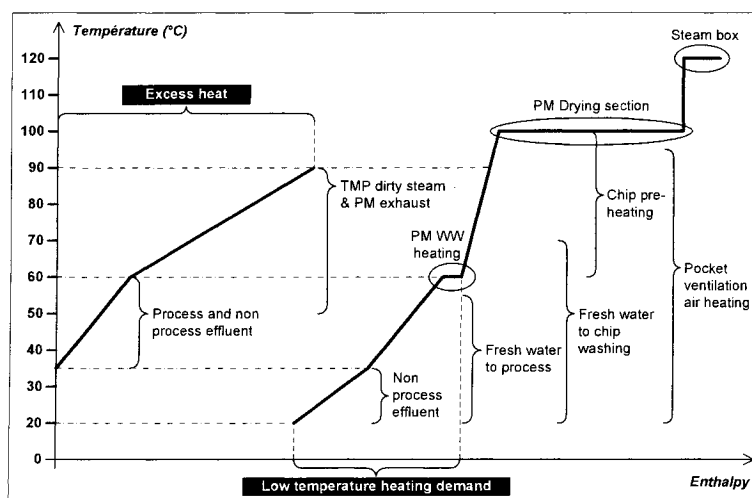 Température (°C)
Steam box
120
Excess heat
PM Drying section
100
90
TMP dirty steam
& PM exhaust
Chip pre-
heating
80
70
PM WW
heating
60
Pocket
ventilation
air heating
50
Process and non
process effluent
Fresh water
to chip
washing
40
Fresh water
to process
30
Non
process
effluent
20
0
Enthalpy
Low temperature heating demand